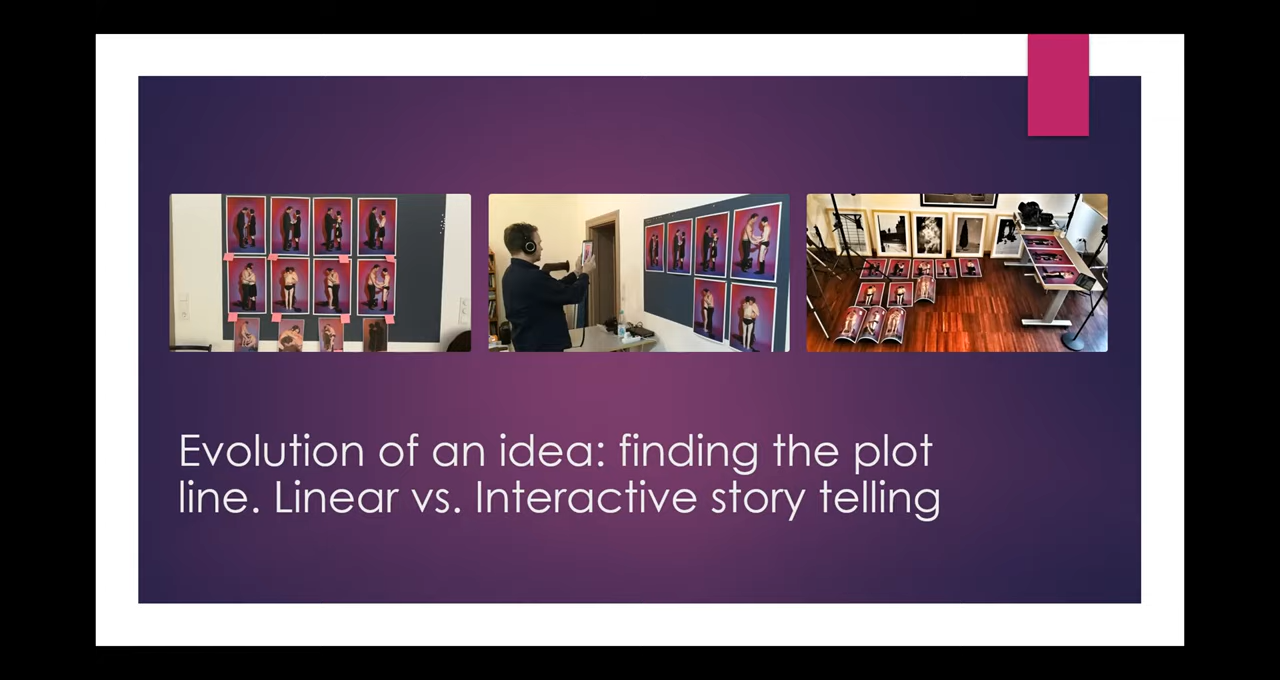 Evolution of an idea: finding the plot
line. Linear vs. Interactive story telling